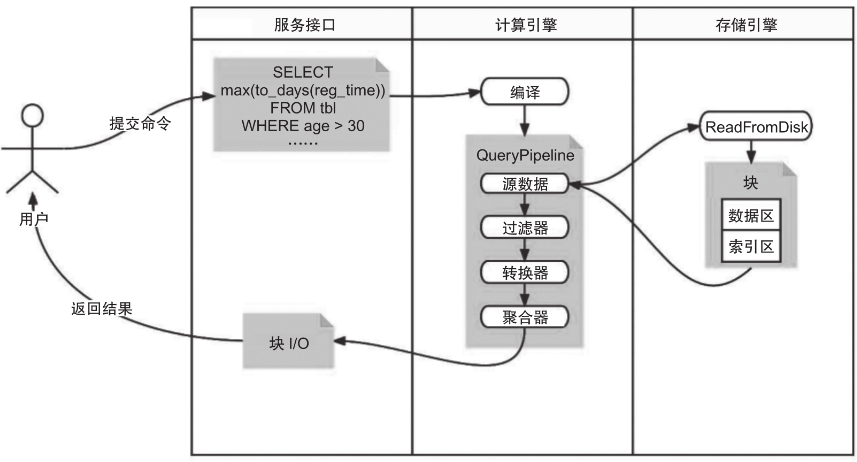 服务接口
计算引擎
存储引擎
SELECT
max(to_days(reg_time))
FROM tbl
WHERE age > 30
……
提交命令
用户
返回结果
块 I/O
编译
QueryPipeline
源数据
过滤器
转换器
聚合器
ReadFromDisk
块
数据区
索引区